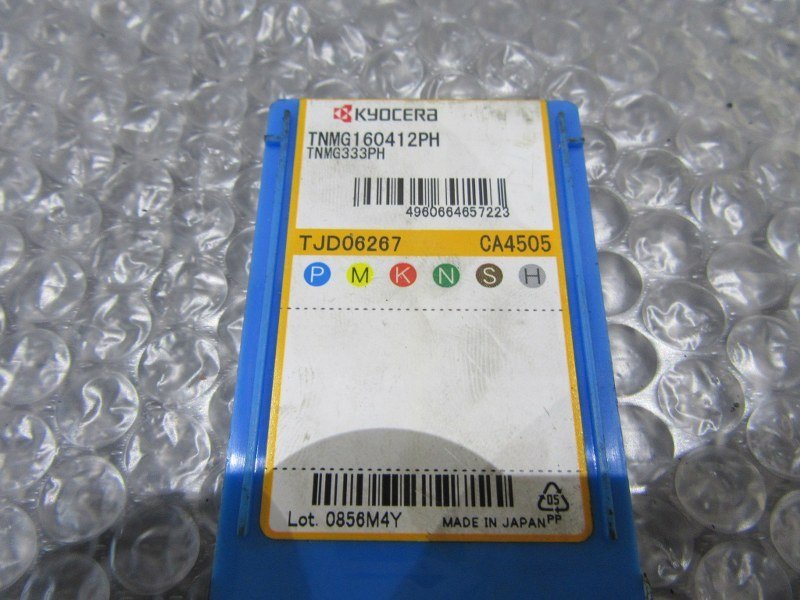 KYOCERA
TNMG160412PH
TNMG333PH
4960664657223
TJD06267 CA4505
P M K N S H
Lot. 0856M4Y MADE IN JAPAN
05
PP